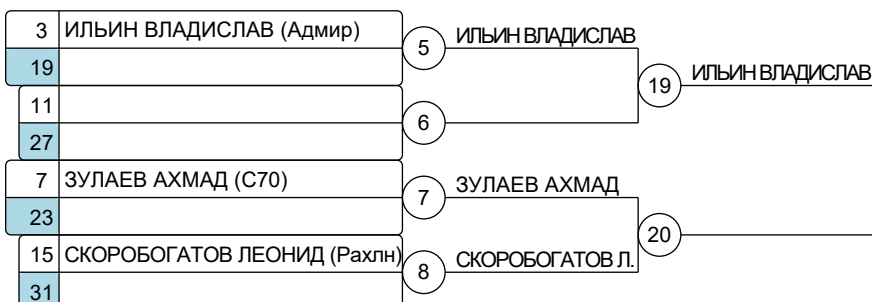 3 ИЛЬИН ВЛАДИСЛАВ (Адмир)
19
5 ИЛЬИН ВЛАДИСЛАВ
11
27
6
19 ИЛЬИН ВЛАДИСЛАВ
7 ЗУЛАЕВ АХМАД (С70)
23
7 ЗУЛАЕВ АХМАД
15 СКОРОБОГАТОВ ЛЕОНИД (Рахлн)
31
8 СКОРОБОГАТОВ Л.
20